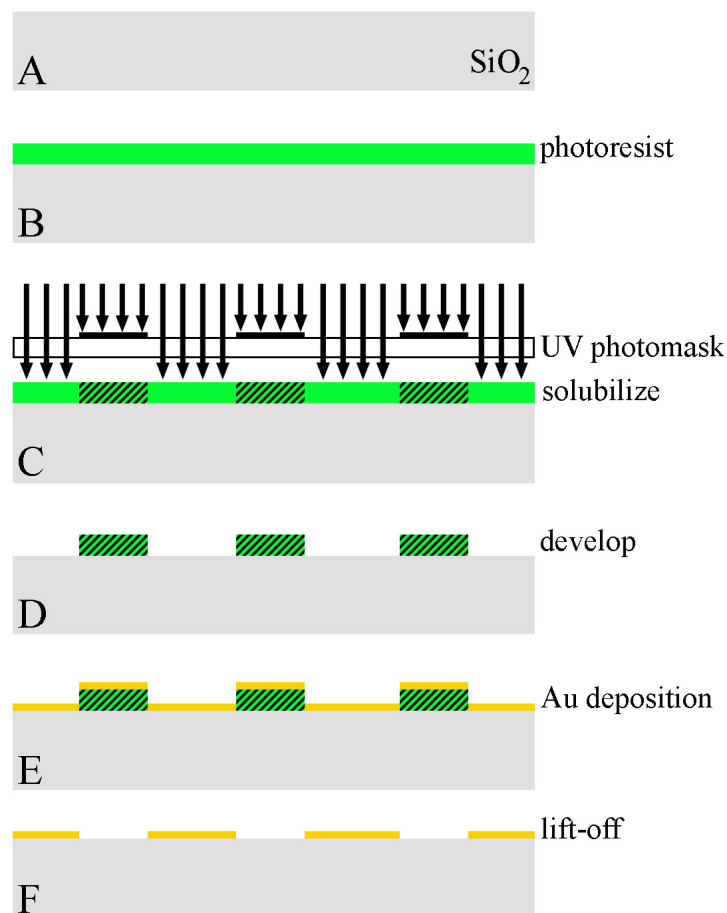 A
SiO₂
photoresist
B
UV photomask
solubilize
C
develop
D
Au deposition
E
lift-off
F